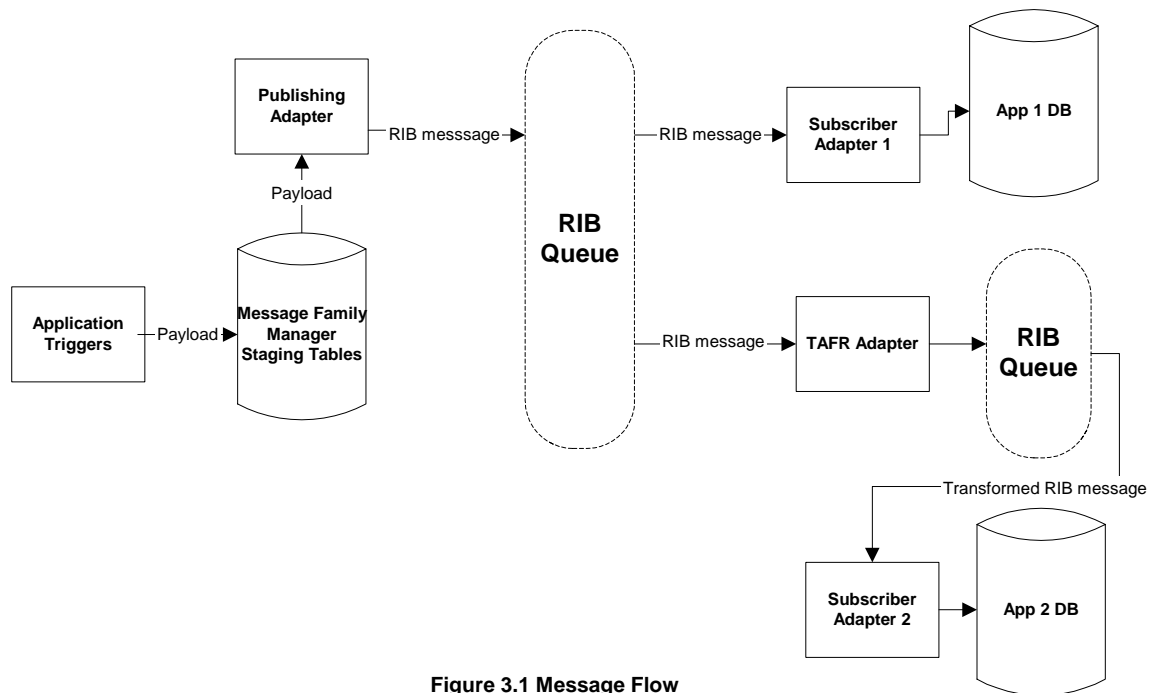 Publishing
Adapter
RIB messsage
RIB message
Subscriber
Adapter 1
App 1 DB
Payload
RIB
Queue
Application
Triggers
Payload
Message Family
Manager
Staging Tables
RIB message
TAFR Adapter
RIB
Queue
Transformed RIB message
Subscriber
Adapter 2
App 2 DB
Figure 3.1 Message Flow